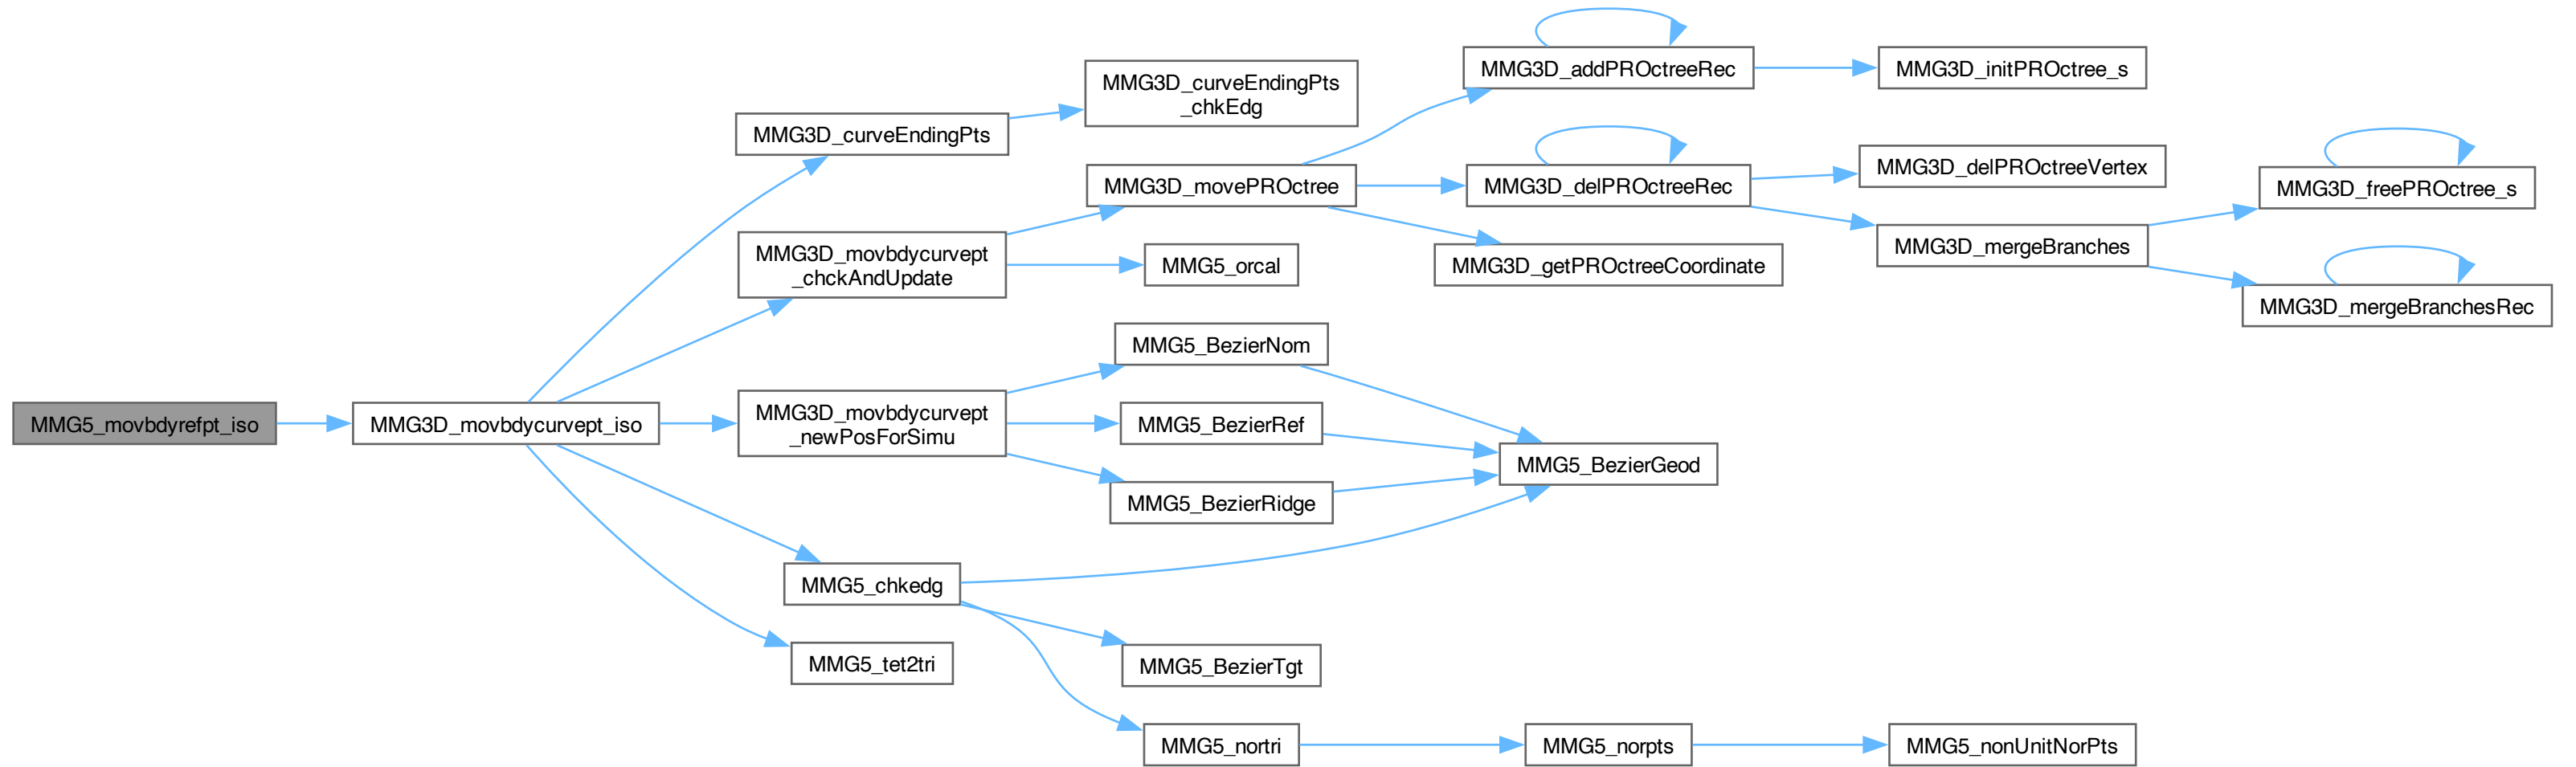 MMG5_movbdyrefpt_iso
MMG3D_movbdycurvept_iso
MMG3D_curveEndingPts
MMG3D_curveEndingPts
_chkEdg
MMG3D_movbdycurvept
_chckAndUpdate
MMG3D_movePROctree
MMG3D_addPROctreeRec
MMG3D_initPROctree_s
MMG3D_delPROctreeRec
MMG3D_delPROctreeVertex
MMG3D_mergeBranches
MMG3D_freePROctree_s
MMG3D_mergeBranchesRec
MMG3D_getPROctreeCoordinate
MMG5_orcal
MMG3D_movbdycurvept
_newPosForSimu
MMG5_BezierNom
MMG5_BezierRef
MMG5_BezierRidge
MMG5_BezierGeod
MMG5_chkedg
MMG5_BezierTgt
MMG5_nortri
MMG5_norpts
MMG5_nonUnitNorPts
MMG5_tet2tri